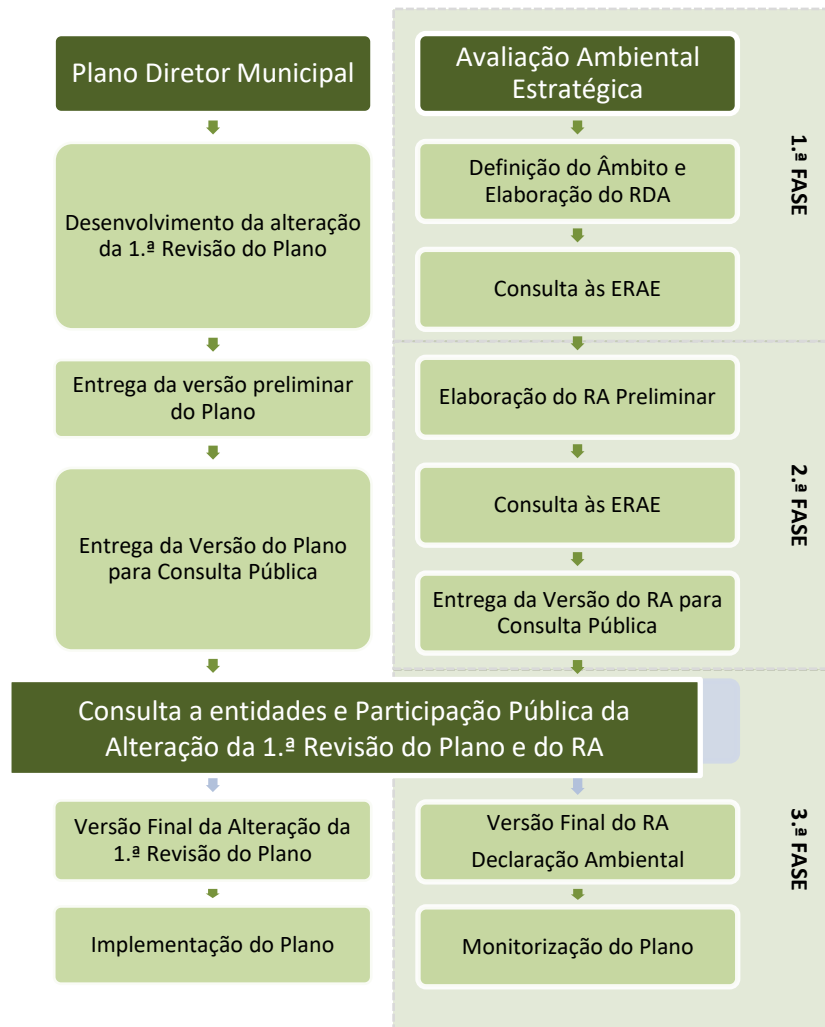 Plano Diretor Municipal
Desenvolvimento da alteração
da 1.ª Revisão do Plano
Entrega da versão preliminar
do Plano
Entrega da Versão do Plano
para Consulta Pública
Avaliação Ambiental
Estratégica
Definição do Âmbito e
Elaboração do RDA
Consulta às ERAE
1.ª FASE
Elaboração do RA Preliminar
Consulta às ERAE
Entrega da Versão do RA para
Consulta Pública
2.ª FASE
Consulta a entidades e Participação Pública da
Alteração da 1.ª Revisão do Plano e do RA
Versão Final da Alteração da
1.ª Revisão do Plano
Implementação do Plano
Versão Final do RA
Declaração Ambiental
Monitorização do Plano
3.ª FASE